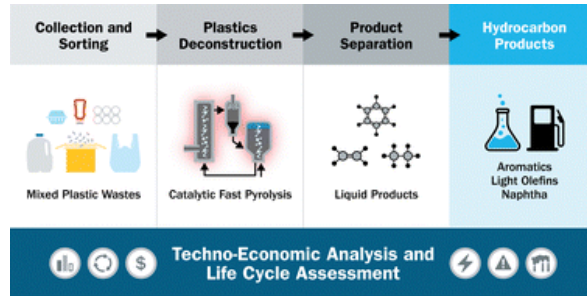 Collection and
Sorting
Plastics
Deconstruction
Product
Separation
Hydrocarbon
Products
Mixed Plastic Wastes
Catalytic Fast Pyrolysis
Liquid Products
Aromatics
Light Olefins
Naphtha
$
Techno-Economic Analysis and
Life Cycle Assessment